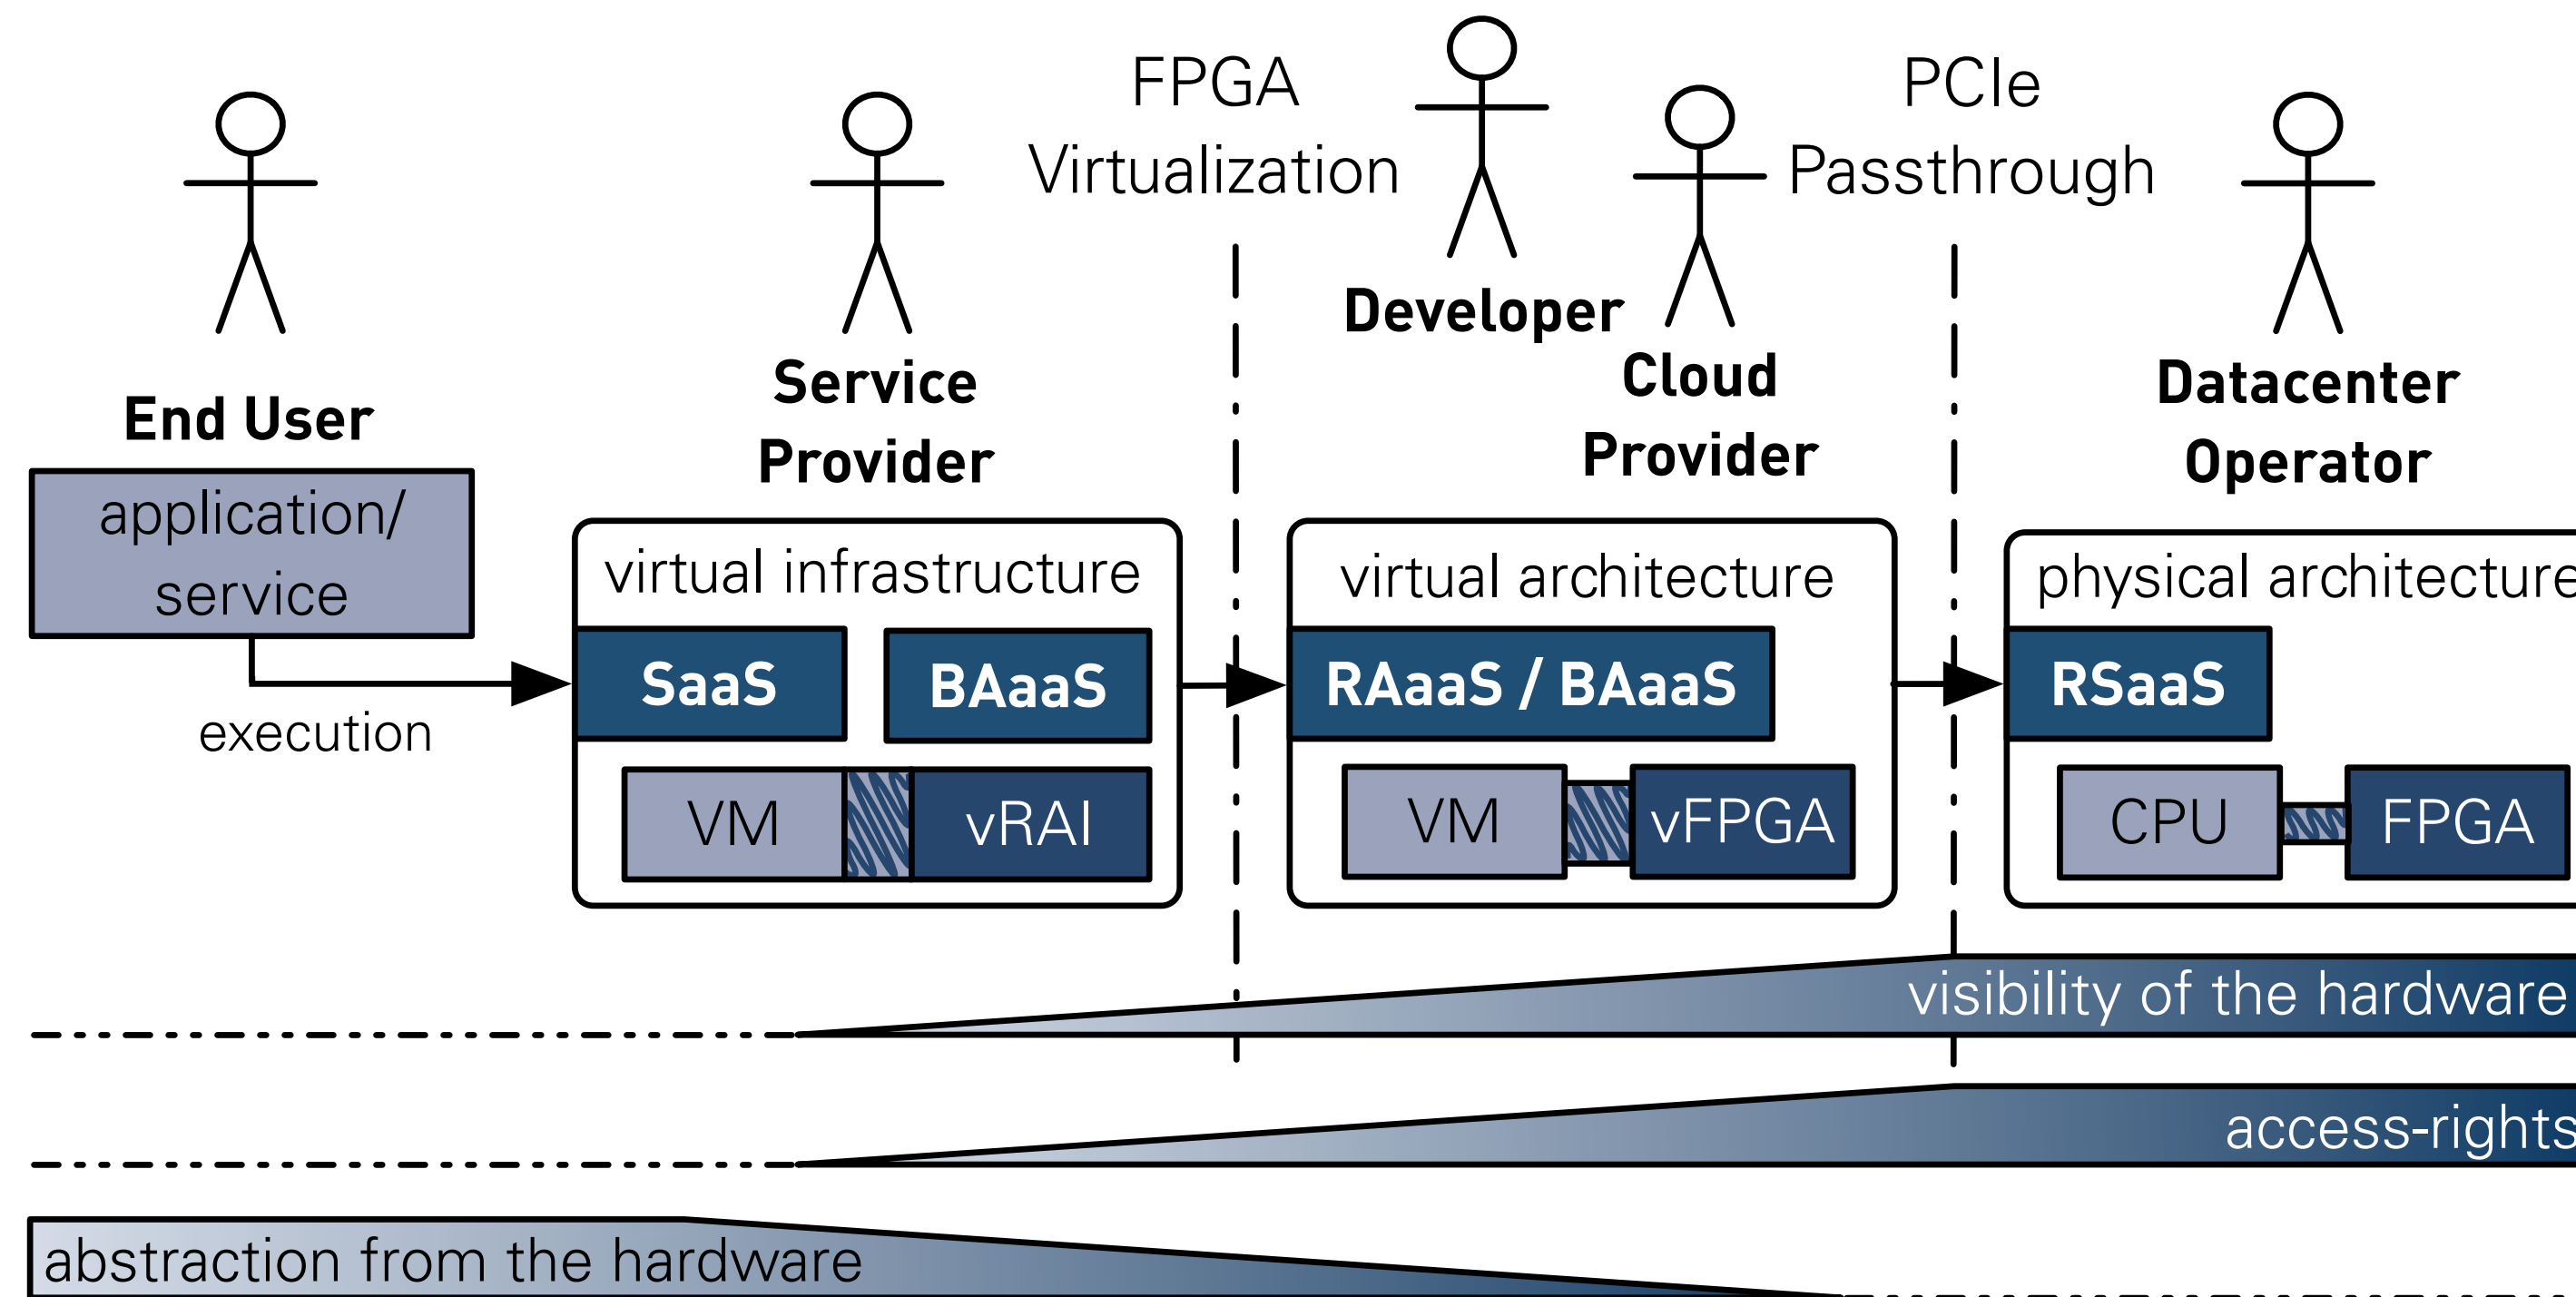 FPGA
Virtualization
PCIe
Passthrough
Developer
End User
Service
Provider
Cloud
Provider
Datacenter
Operator
application/
service
execution
virtual infrastructure
SaaS
BAaaS
VM
vRAI
virtual architecture
RAaaS / BAaaS
VM
vFPGA
physical architecture
RSaaS
CPU
FPGA
visibility of the hardware
access-rights
abstraction from the hardware